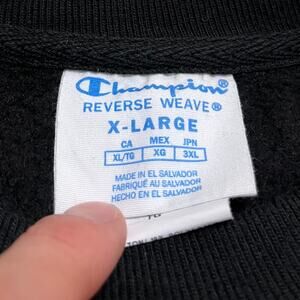 Champion
REVERSE WEAVE®
X-LARGE
CA MEX JPN
XL/TG XG 3XL
MADE IN EL SALVADOR
FABRIQUÉ AU SALVADOR
HECHO EN EL SALVADOR